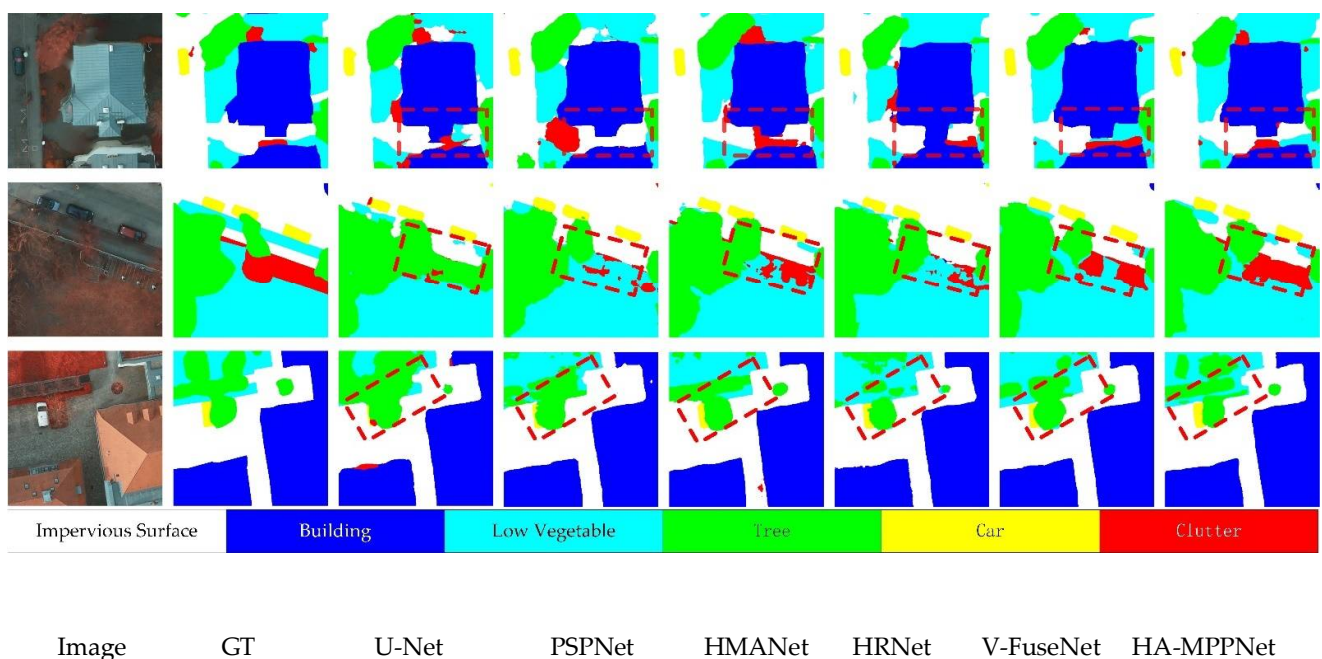 Impervious Surface Building Low Vegetable Tree Car Clutter
Image GT U-Net PSPNet HMANet HRNet V-FuseNet HA-MPPNet